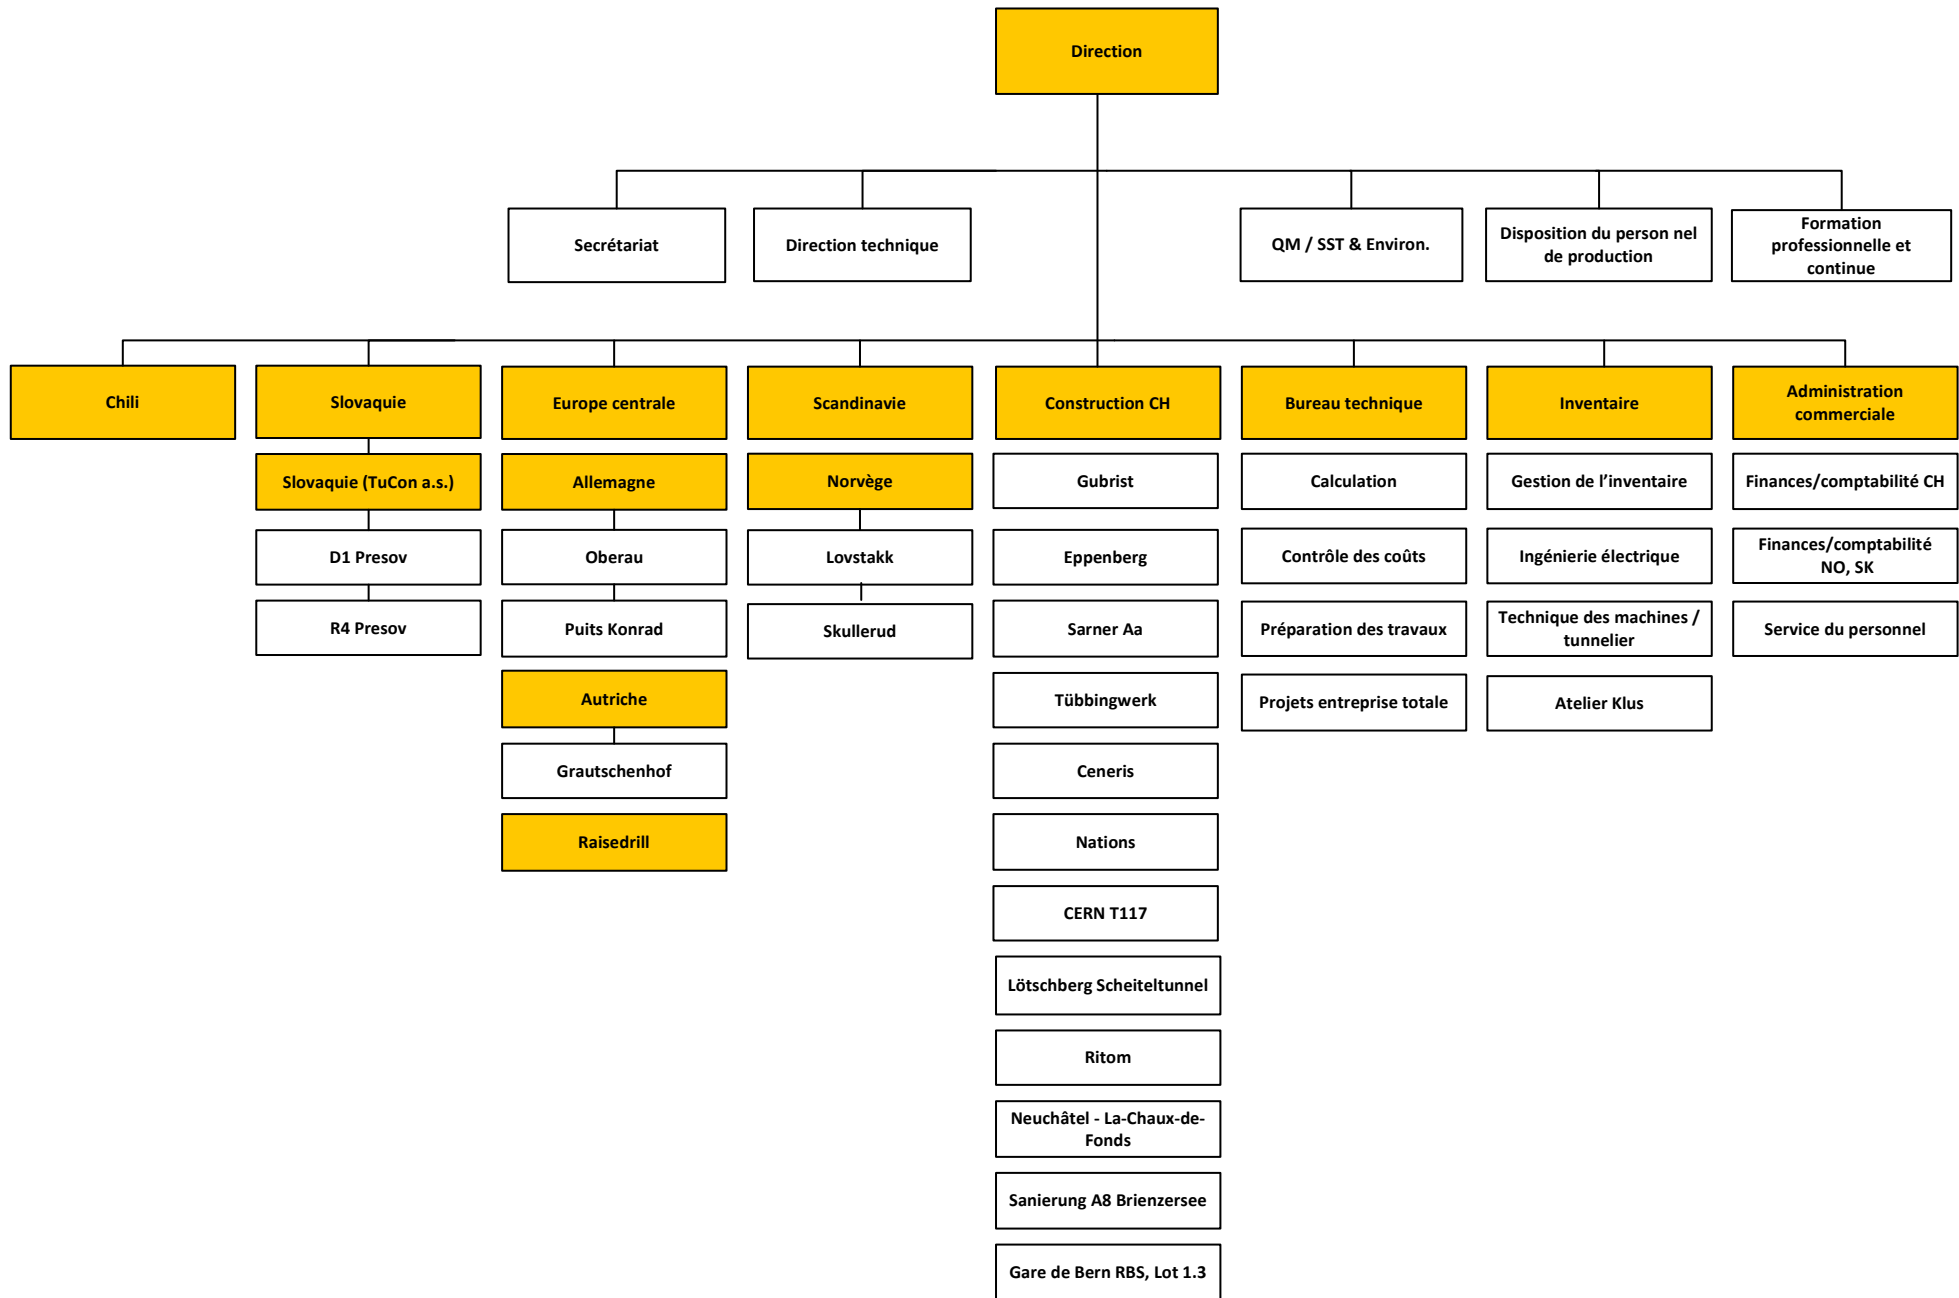 Direction
Secrétariat
Direction technique
QM / SST & Environ.
Disposition du person nel
de production
Formation
professionnelle et
continue
Chili
Slovaquie
Europe centrale
Scandinavie
Construction CH
Bureau technique
Inventaire
Administration
commerciale
Slovaquie (TuCon a.s.)
D1 Presov
R4 Presov
Allemagne
Oberau
Puits Konrad
Autriche
Grautschenhof
Raisedrill
Norvège
Lovstakk
Skullerud
Gubrist
Eppenberg
Sarner Aa
Tübbingwerk
Ceneris
Nations
CERN T117
Lötschberg Scheiteltunnel
Ritom
Neuchâtel - La-Chaux-de-
Fonds
Sanierung A8 Brienzersee
Gare de Bern RBS, Lot 1.3
Calculation
Contrôle des coûts
Préparation des travaux
Projets entreprise totale
Gestion de l’inventaire
Ingénierie électrique
Technique des machines /
tunnelier
Atelier Klus
Finances/comptabilité CH
Finances/comptabilité
NO, SK
Service du personnel